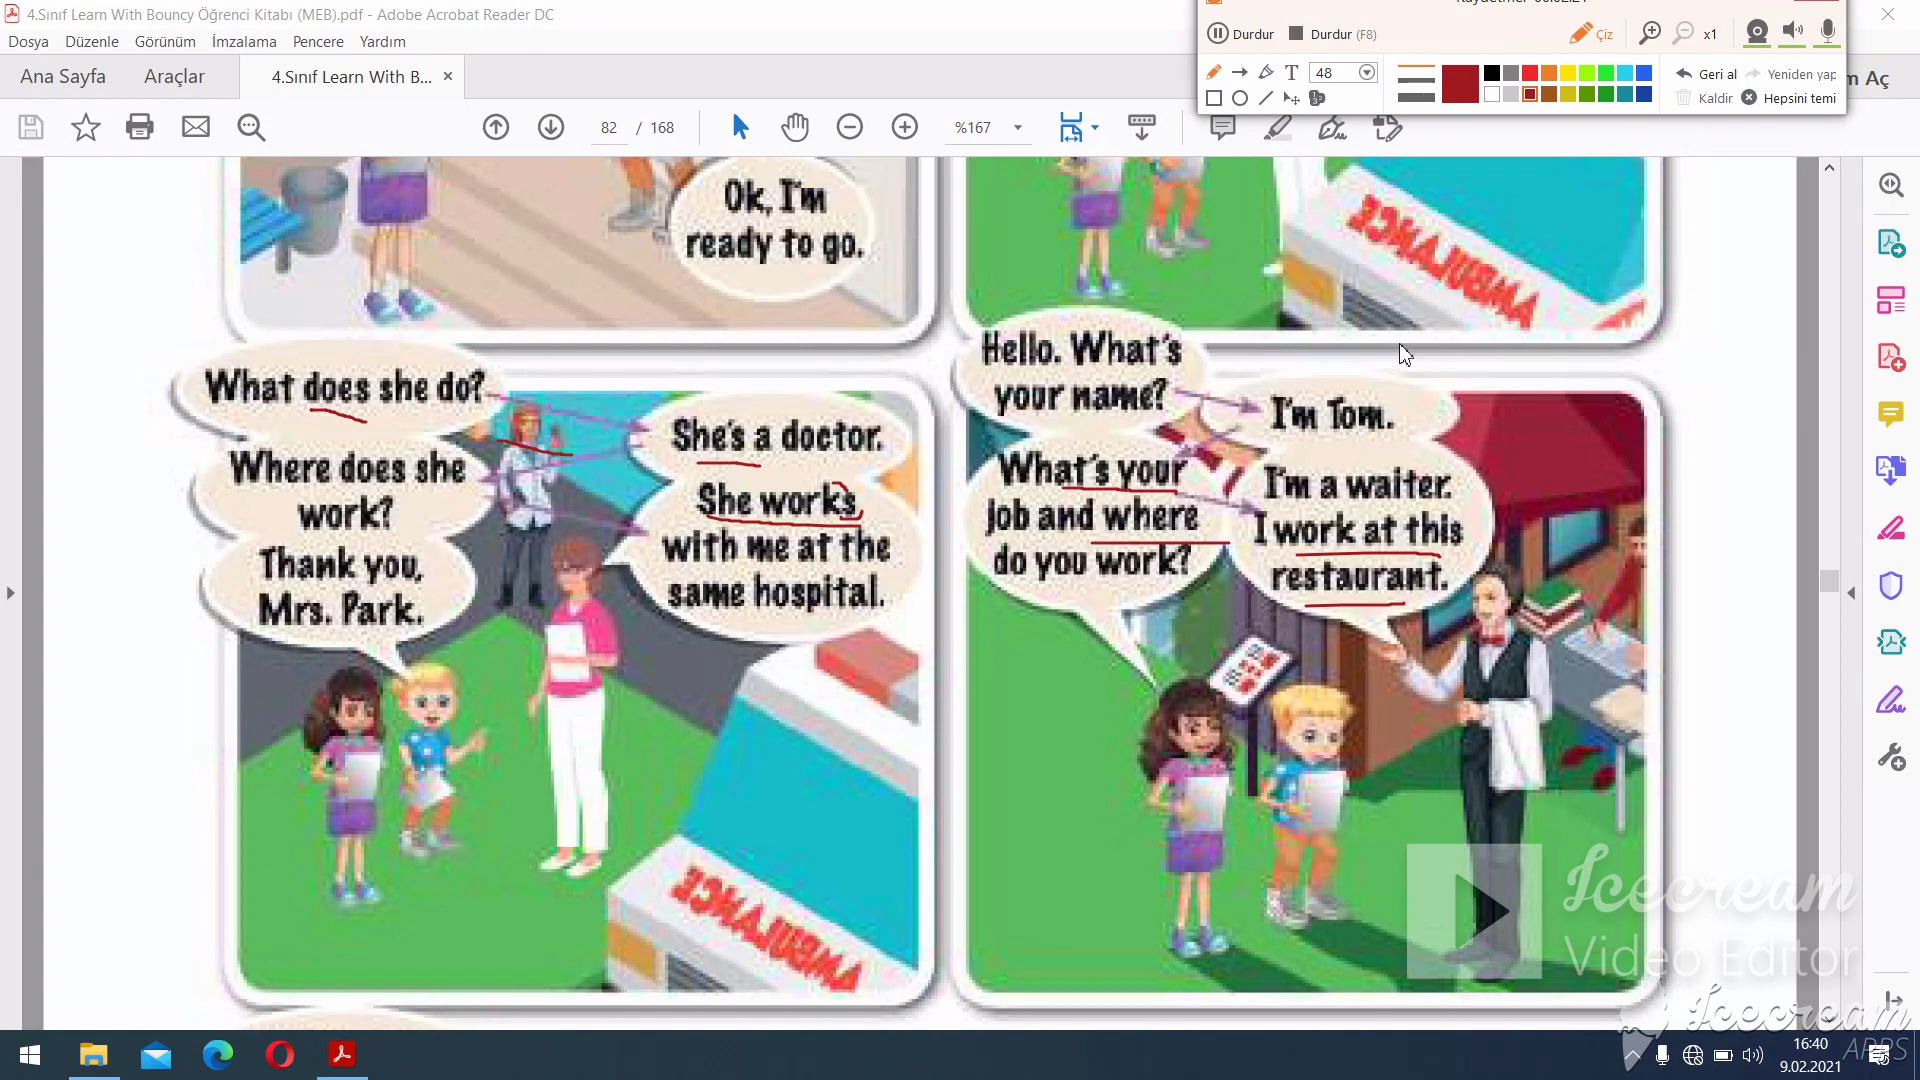 4.Sınıf Learn With Bouncy Öğrenci Kitabı (MEB).pdf - Adobe Acrobat Reader DC
Dosya Düzenle Görünüm İmzalama Pencere Yardım
Ana Sayfa Araçlar 4.Sınıf Learn With B...
m Aç
Durdur Durdur (F8) Çiz x1
48 Geri al Yeniden yap
Kaldır Hepsini temi
82 / 168 %167
Ok, I'm
ready to go.
AMBULANCE
What does she do?
She's a doctor.
Where does she
work?
She works
with me at the
same hospital.
Thank you,
Mrs. Park.
AMBULANCE
Hello. What's
your name?
I'm Tom.
What's your
job and where
do you work?
I'm a waiter.
I work at this
restaurant.
Icecream
Video Editor
Icecream
APPS
16:40
9.02.2021